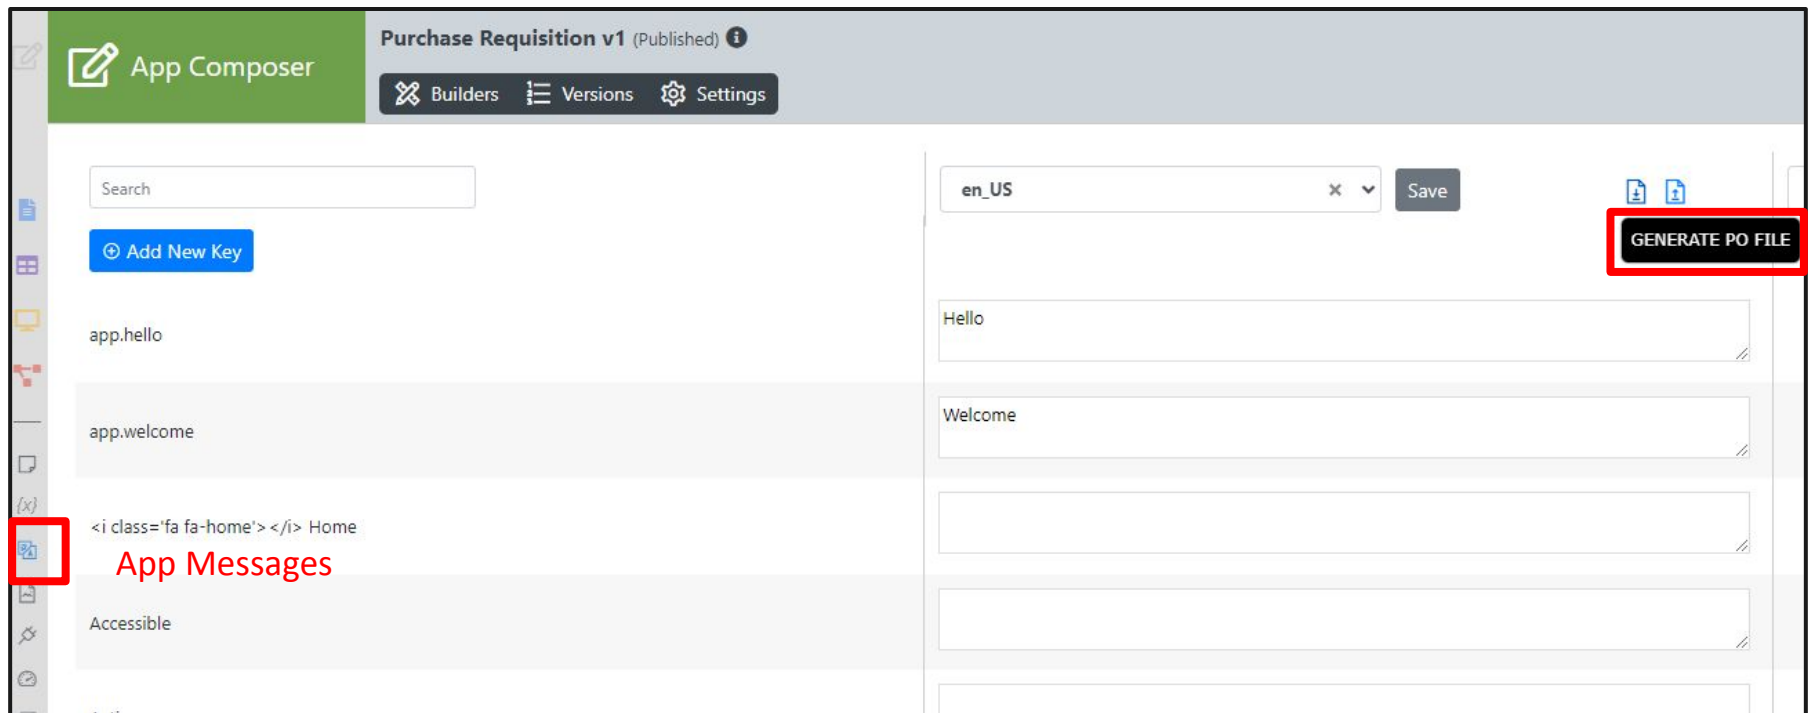 App Composer
Purchase Requisition v1 (Published)
Builders Versions Settings
Search
en_US
Save
Add New Key
GENERATE PO FILE
app.hello
Hello
app.welcome
Welcome
{x}
<i class='fa fa-home'></i> Home
App Messages
Accessible